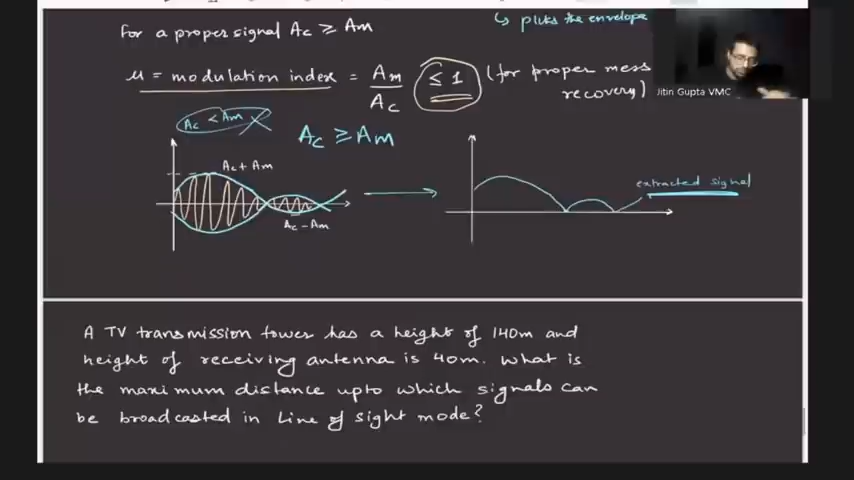 ↳ picks the envelope
For a proper signal Ac ≥ Am
μ = modulation index = Am/Ac ≤ 1 (for proper mess
recovery)
Jitin Gupta VMC
Ac < Am
Ac ≥ Am
Ac + Am
extracted signal
Ac - Am
A TV transmission tower has a height of 140m and
height of receiving antenna is 40m. What is
the maximum distance upto which signals can
be broadcasted in Line of sight mode?